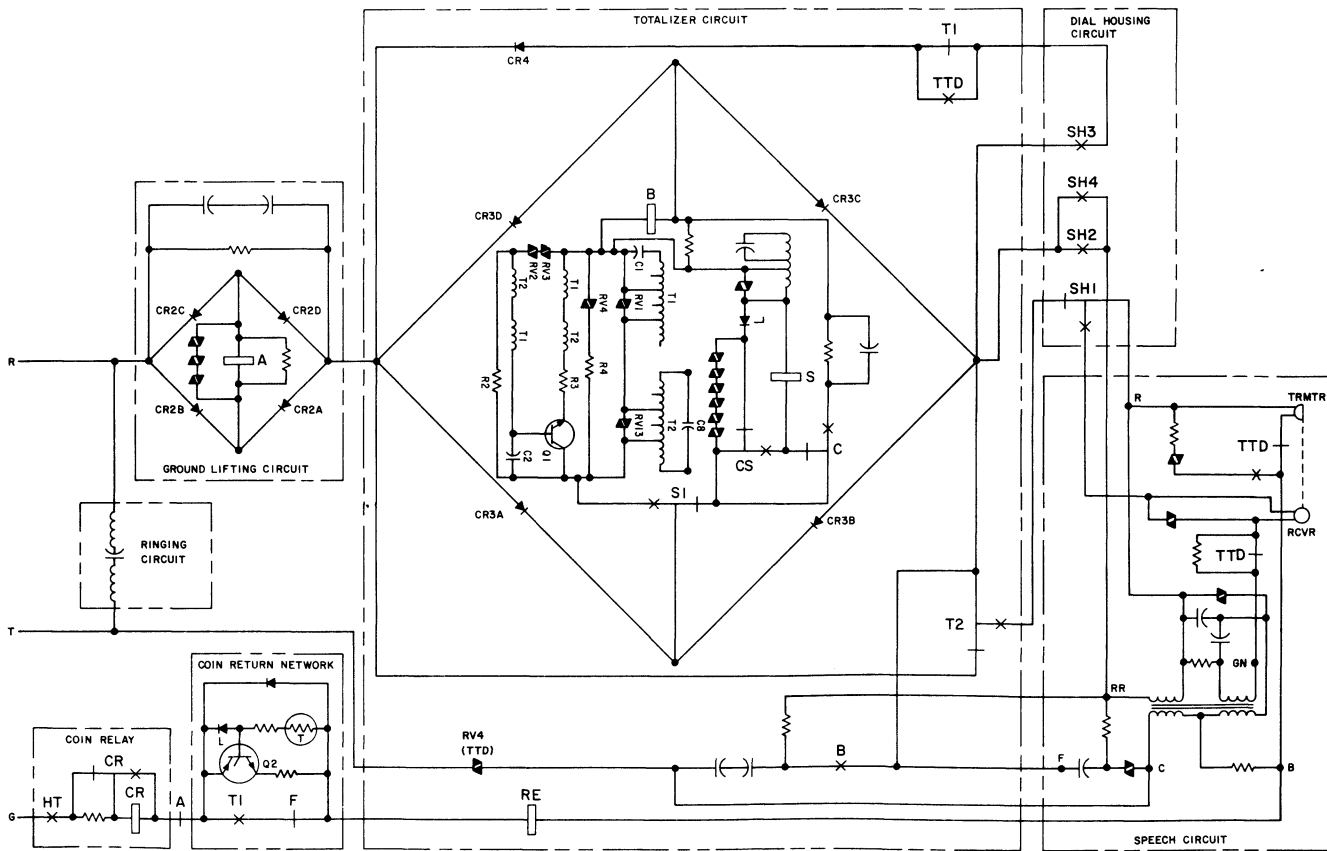 TOTALIZER CIRCUIT
DIAL HOUSING
CIRCUIT
T1
CR4
TTD
SH3
SH4
SH2
SH1
B
CR3D
CR3C
RV2
RV3
C1
T2
T1
T1
RV1
RV4
L
T1
T2
R2
R3
R4
S
RV13
T2
C8
C2
Q1
CS
C
S1
CR3A
CR3B
CR2C
CR2D
A
CR2B
CR2A
GROUND LIFTING CIRCUIT
R
RINGING
CIRCUIT
T
R
TRMTR
TTD
RCVR
TTD
GN
T2
RR
COIN RETURN NETWORK
L
T
Q2
T1
F
COIN RELAY
CR
CR
HT
A
G
RV4
(TTD)
B
F
C
B
RE
SPEECH CIRCUIT